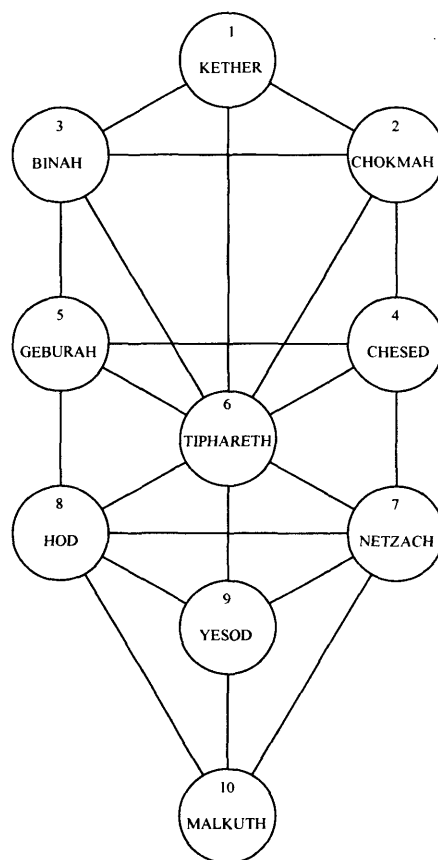 1
KETHER
3
BINAH
2
CHOKMAH
5
GEBURAH
4
CHESED
6
TIPHARETH
8
HOD
7
NETZACH
9
YESOD
10
MALKUTH